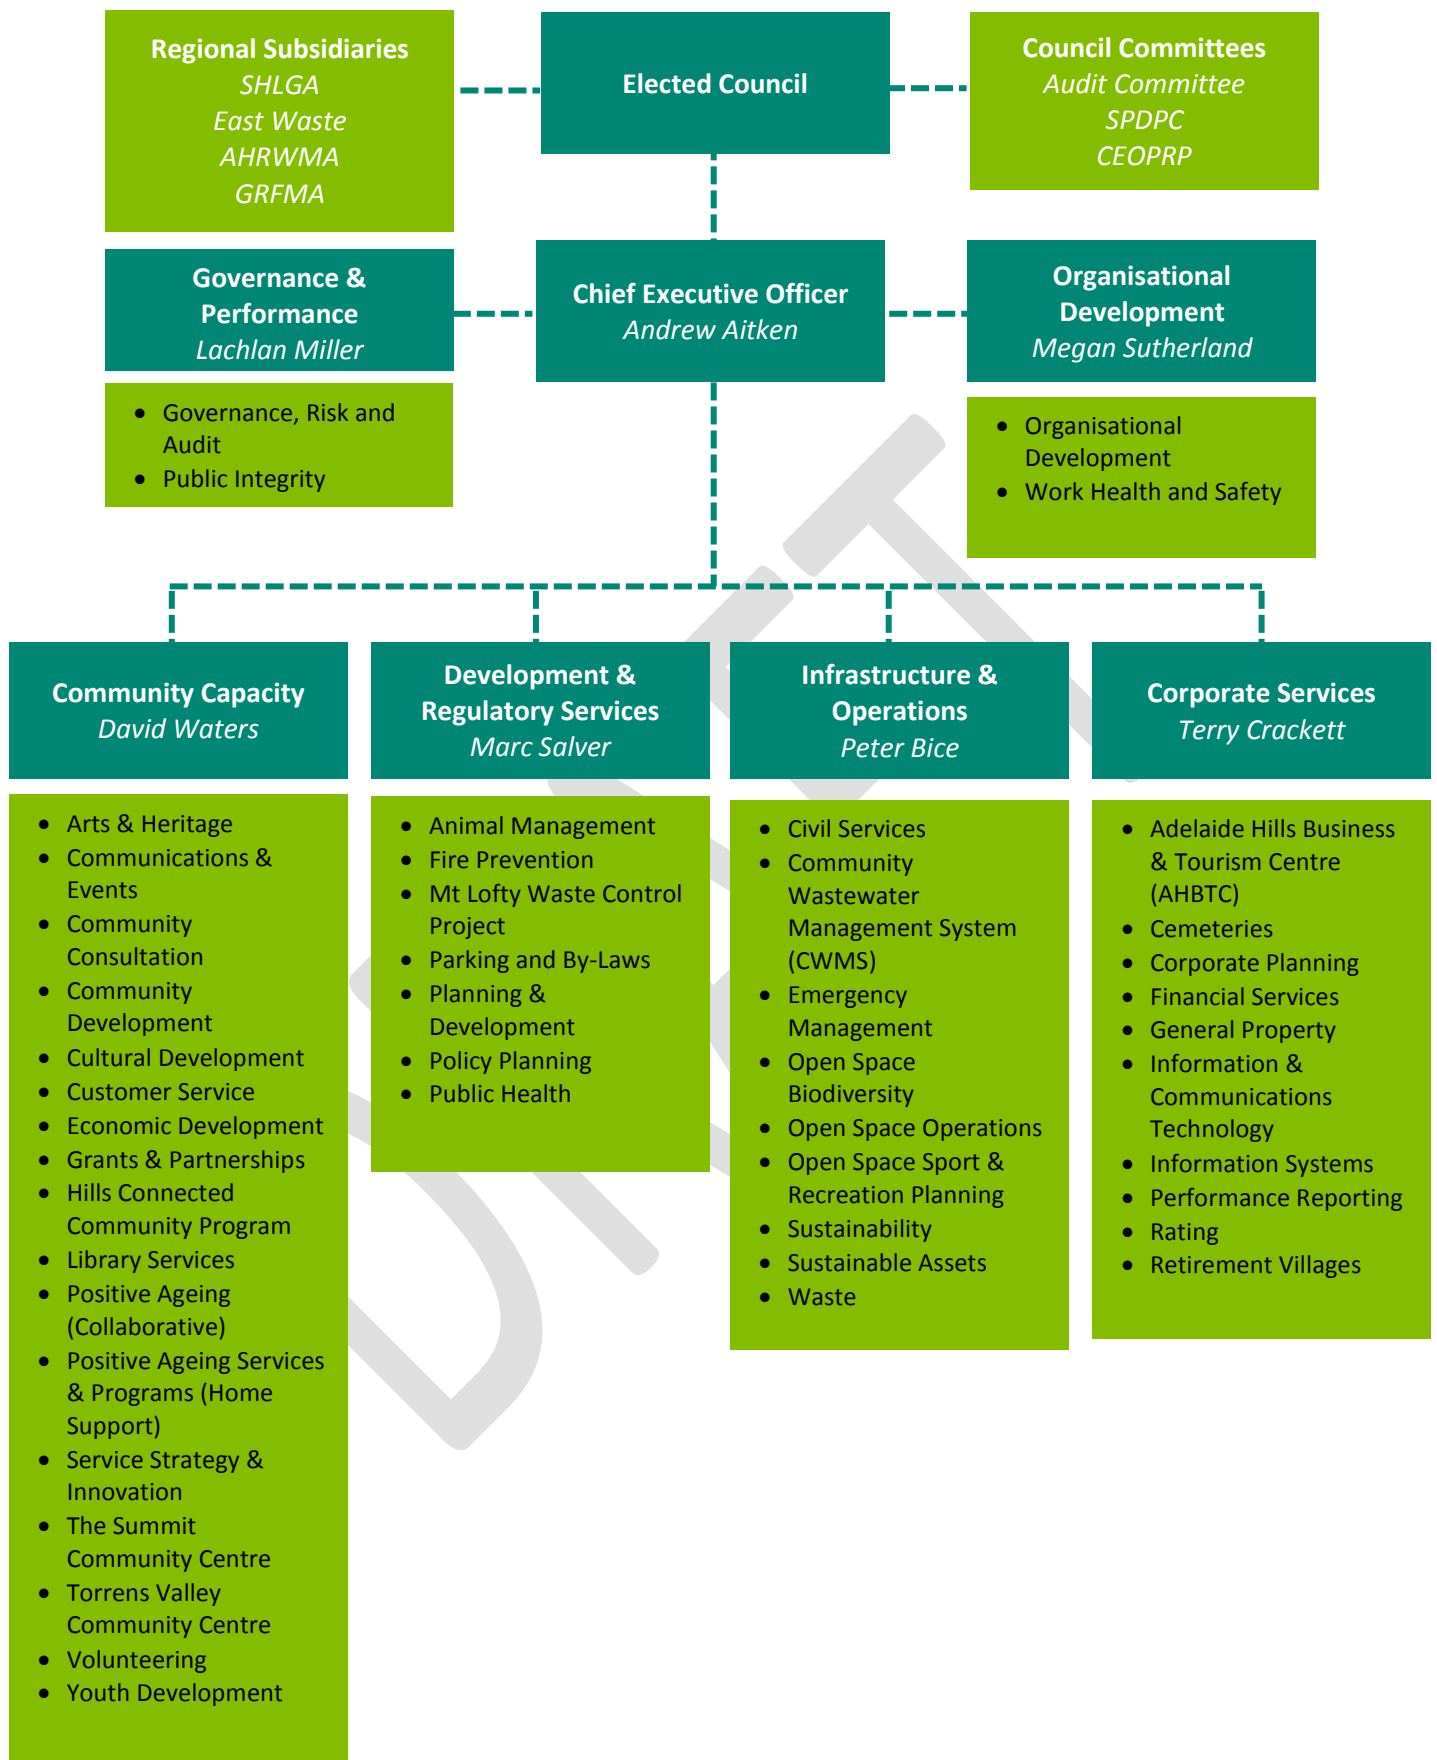 Regional Subsidiaries
SHLGA
East Waste
AHRWMA
GRFMA
Elected Council
Council Committees
Audit Committee
SPDPC
CEOPRP
Governance &
Performance
Lachlan Miller
Chief Executive Officer
Andrew Aitken
Organisational
Development
Megan Sutherland
• Governance, Risk and
Audit
• Public Integrity
• Organisational
Development
• Work Health and Safety
Community Capacity
David Waters
Development &
Regulatory Services
Marc Salver
Infrastructure &
Operations
Peter Bice
Corporate Services
Terry Crackett
• Arts & Heritage
• Communications &
Events
• Community
Consultation
• Community
Development
• Cultural Development
• Customer Service
• Economic Development
• Grants & Partnerships
• Hills Connected
Community Program
• Library Services
• Positive Ageing
(Collaborative)
• Positive Ageing Services
& Programs (Home
Support)
• Service Strategy &
Innovation
• The Summit
Community Centre
• Torrens Valley
Community Centre
• Volunteering
• Youth Development
• Animal Management
• Fire Prevention
• Mt Lofty Waste Control
Project
• Parking and By-Laws
• Planning &
Development
• Policy Planning
• Public Health
• Civil Services
• Community
Wastewater
Management System
(CWMS)
• Emergency
Management
• Open Space
Biodiversity
• Open Space Operations
• Open Space Sport &
Recreation Planning
• Sustainability
• Sustainable Assets
• Waste
• Adelaide Hills Business
& Tourism Centre
(AHBTC)
• Cemeteries
• Corporate Planning
• Financial Services
• General Property
• Information &
Communications
Technology
• Information Systems
• Performance Reporting
• Rating
• Retirement Villages
DRAFT